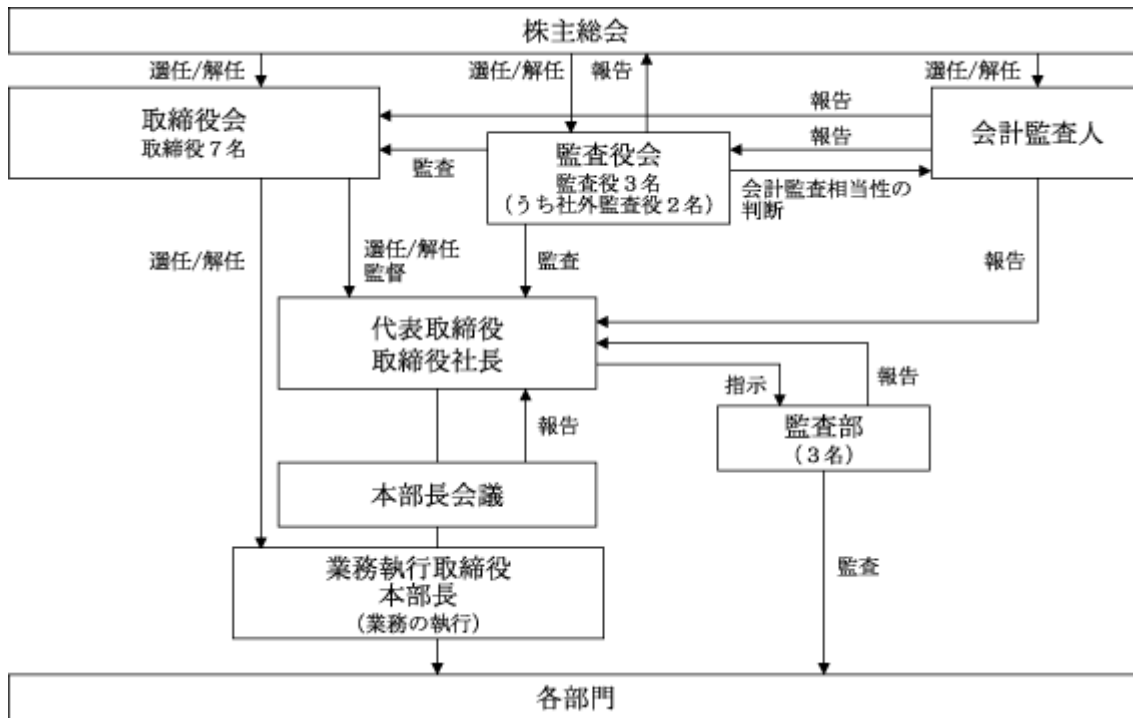 株主総会
選任/解任
選任/解任
報告
選任/解任
取締役会
取締役７名
報告
会計監査人
監査
監査役会
監査役３名
（うち社外監査役２名）
報告
会計監査相当性の
判断
選任/解任
選任/解任
監督
監査
報告
代表取締役
取締役社長
指示
報告
報告
監査部
（３名）
本部長会議
業務執行取締役
本部長
（業務の執行）
監査
各部門